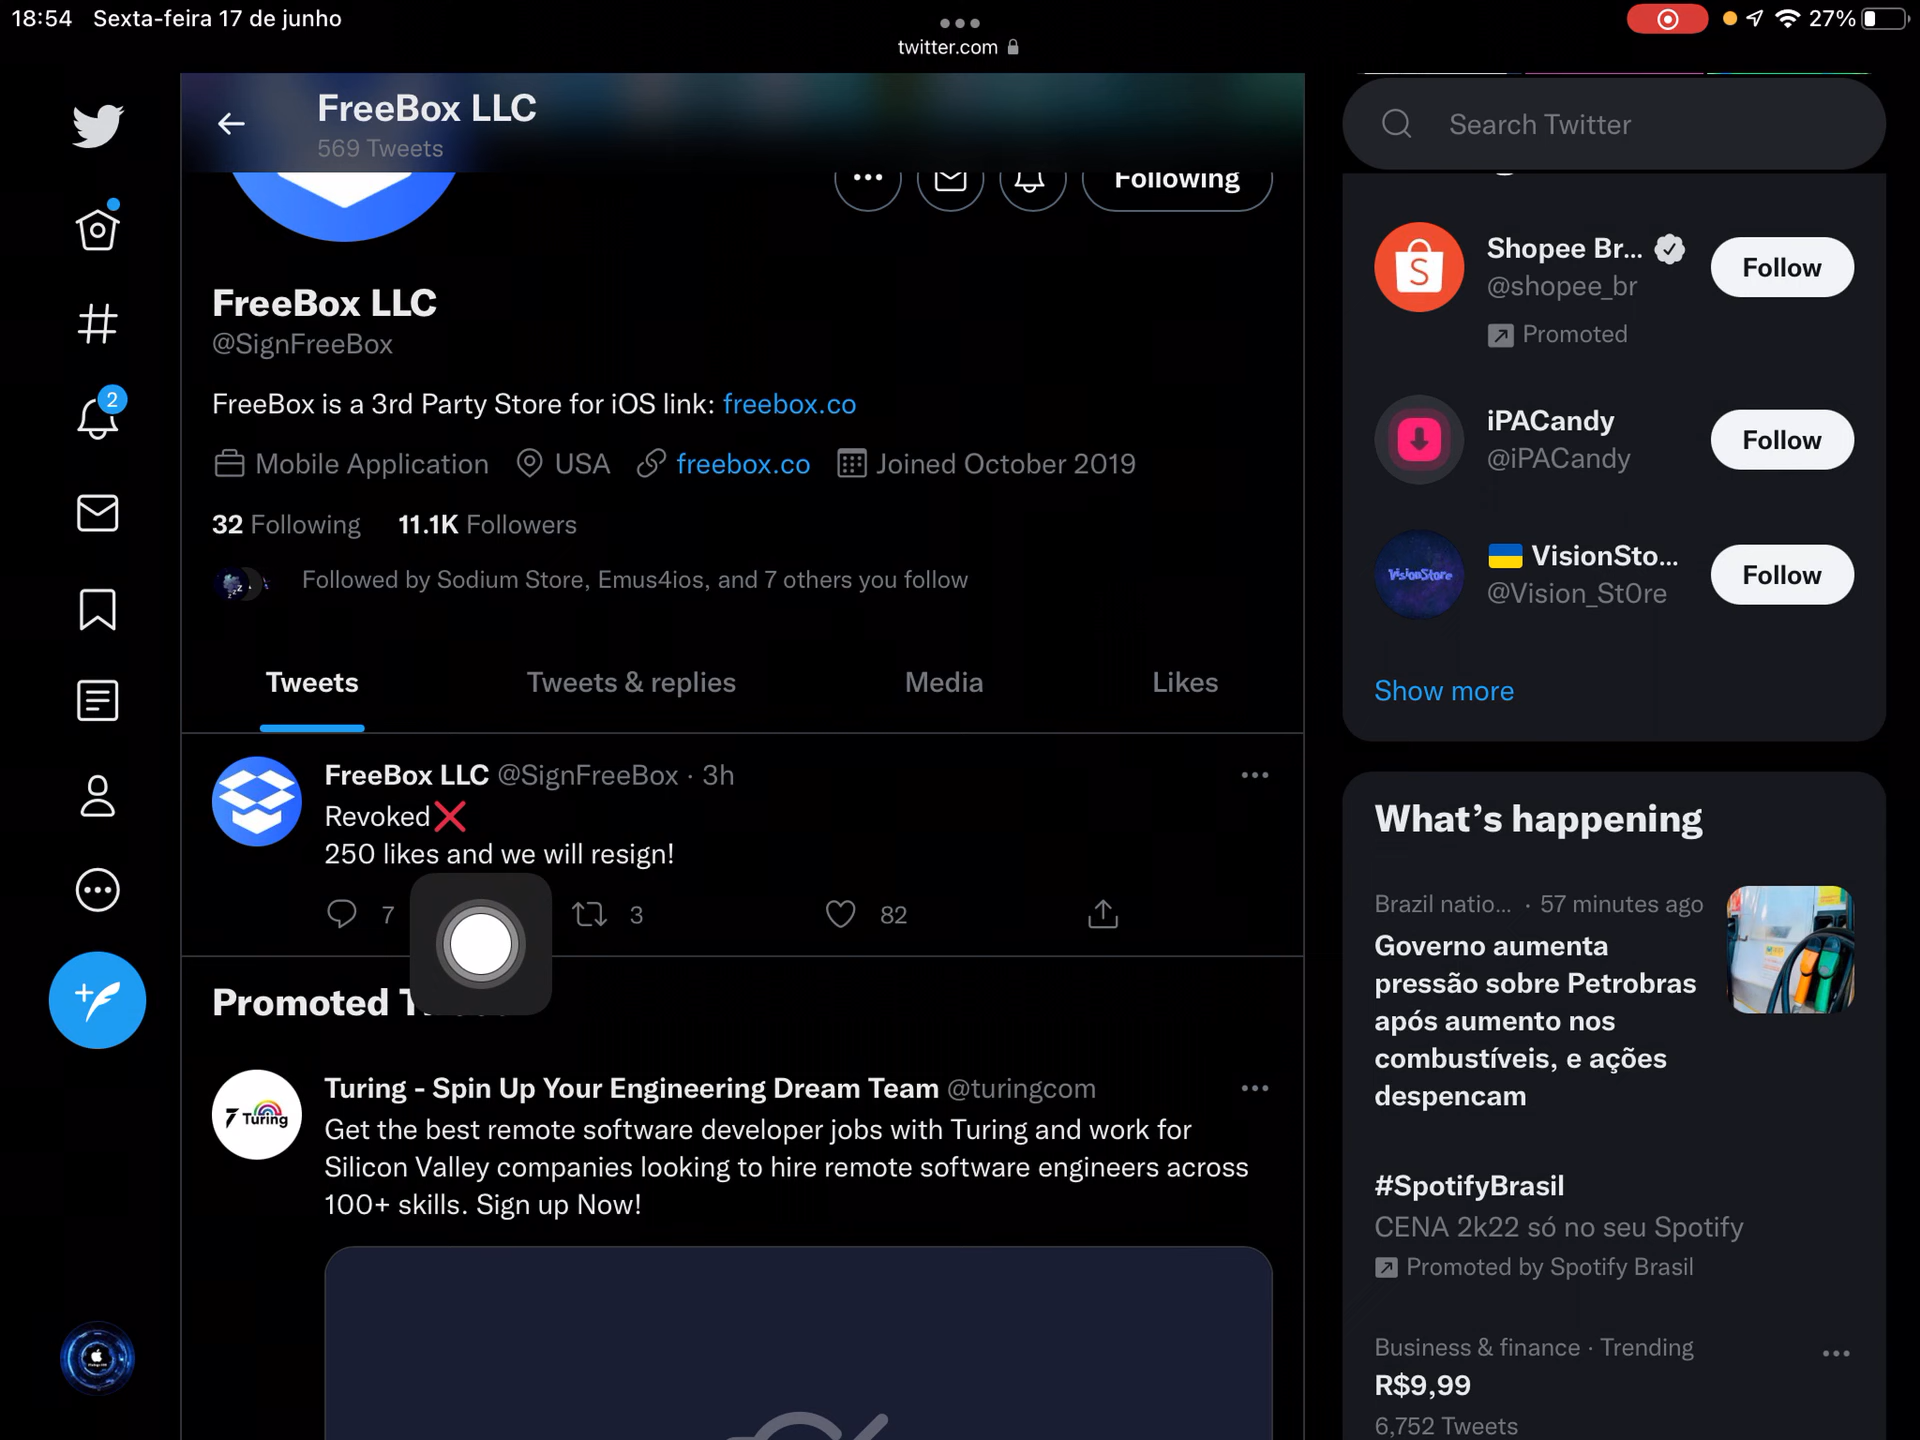 18:54 Sexta-feira 17 de junho
27%
twitter.com
FreeBox LLC
569 Tweets
Following
FreeBox LLC
@SignFreeBox
FreeBox is a 3rd Party Store for iOS link: freebox.co
Mobile Application USA freebox.co Joined October 2019
32 Following 11.1K Followers
Followed by Sodium Store, Emus4ios, and 7 others you follow
Tweets Tweets & replies Media Likes
FreeBox LLC @SignFreeBox · 3h
Revoked❌
250 likes and we will resign!
7 3 82
Promoted
Turing - Spin Up Your Engineering Dream Team @turingcom
Turing
Get the best remote software developer jobs with Turing and work for
Silicon Valley companies looking to hire remote software engineers across
100+ skills. Sign up Now!
2
Search Twitter
Shopee Br...
@shopee_br
Promoted
Follow
iPACandy
@iPACandy
Follow
VisionStore
🇺🇦 VisionSto...
@Vision_St0re
Follow
Show more
What's happening
Brazil natio... · 57 minutes ago
Governo aumenta
pressão sobre Petrobras
após aumento nos
combustíveis, e ações
despencam
#SpotifyBrasil
CENA 2k22 só no seu Spotify
Promoted by Spotify Brasil
Business & finance · Trending
R$9,99
6,752 Tweets